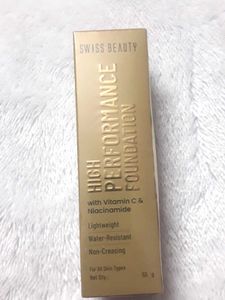 SWISS BEAUTY
HIGH
PERFORMANCE
FOUNDATION
with Vitamin C &
Niacinamide
Lightweight
Water-Resistant
Non-Creasing
For All Skin Types
Net Qty.: